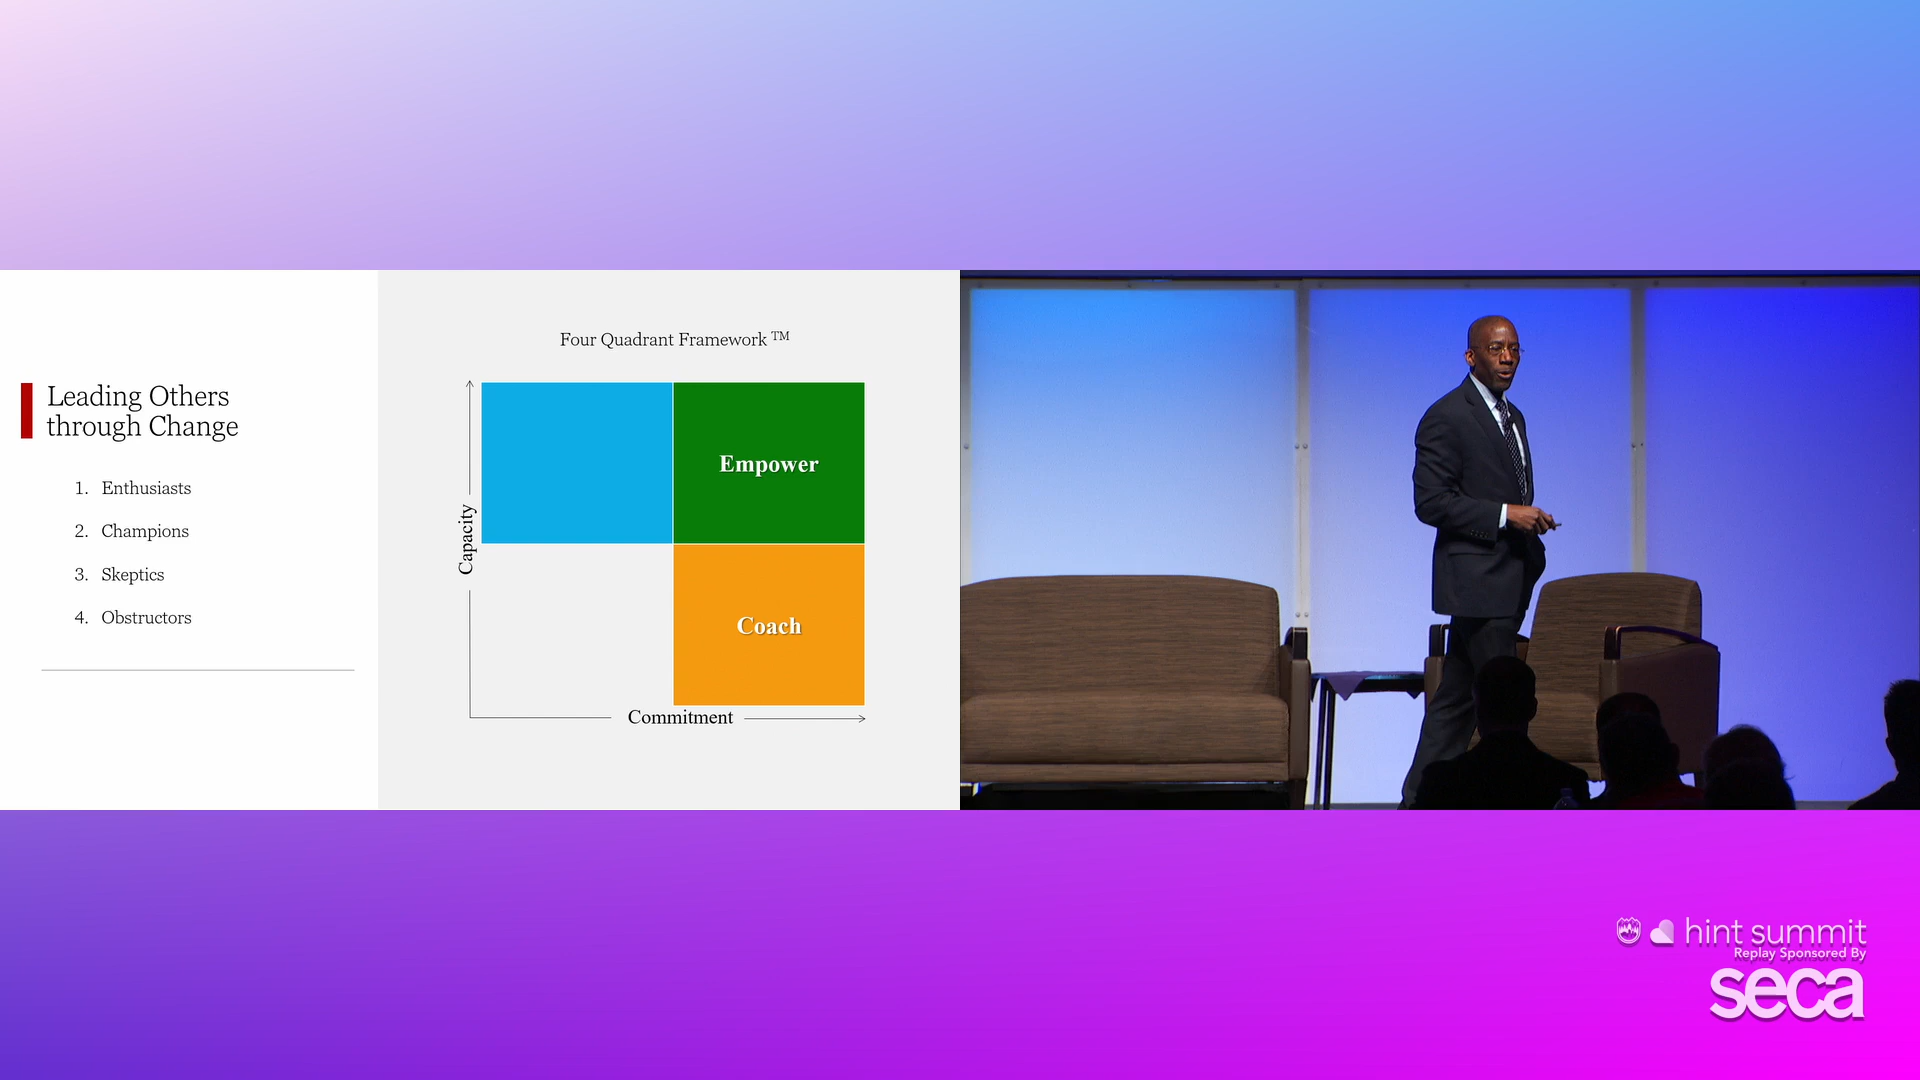 Leading Others
through Change
1. Enthusiasts
2. Champions
3. Skeptics
4. Obstructors
Four Quadrant Framework TM
Capacity
Empower
Coach
Commitment
hint summit
Replay Sponsored By
seca